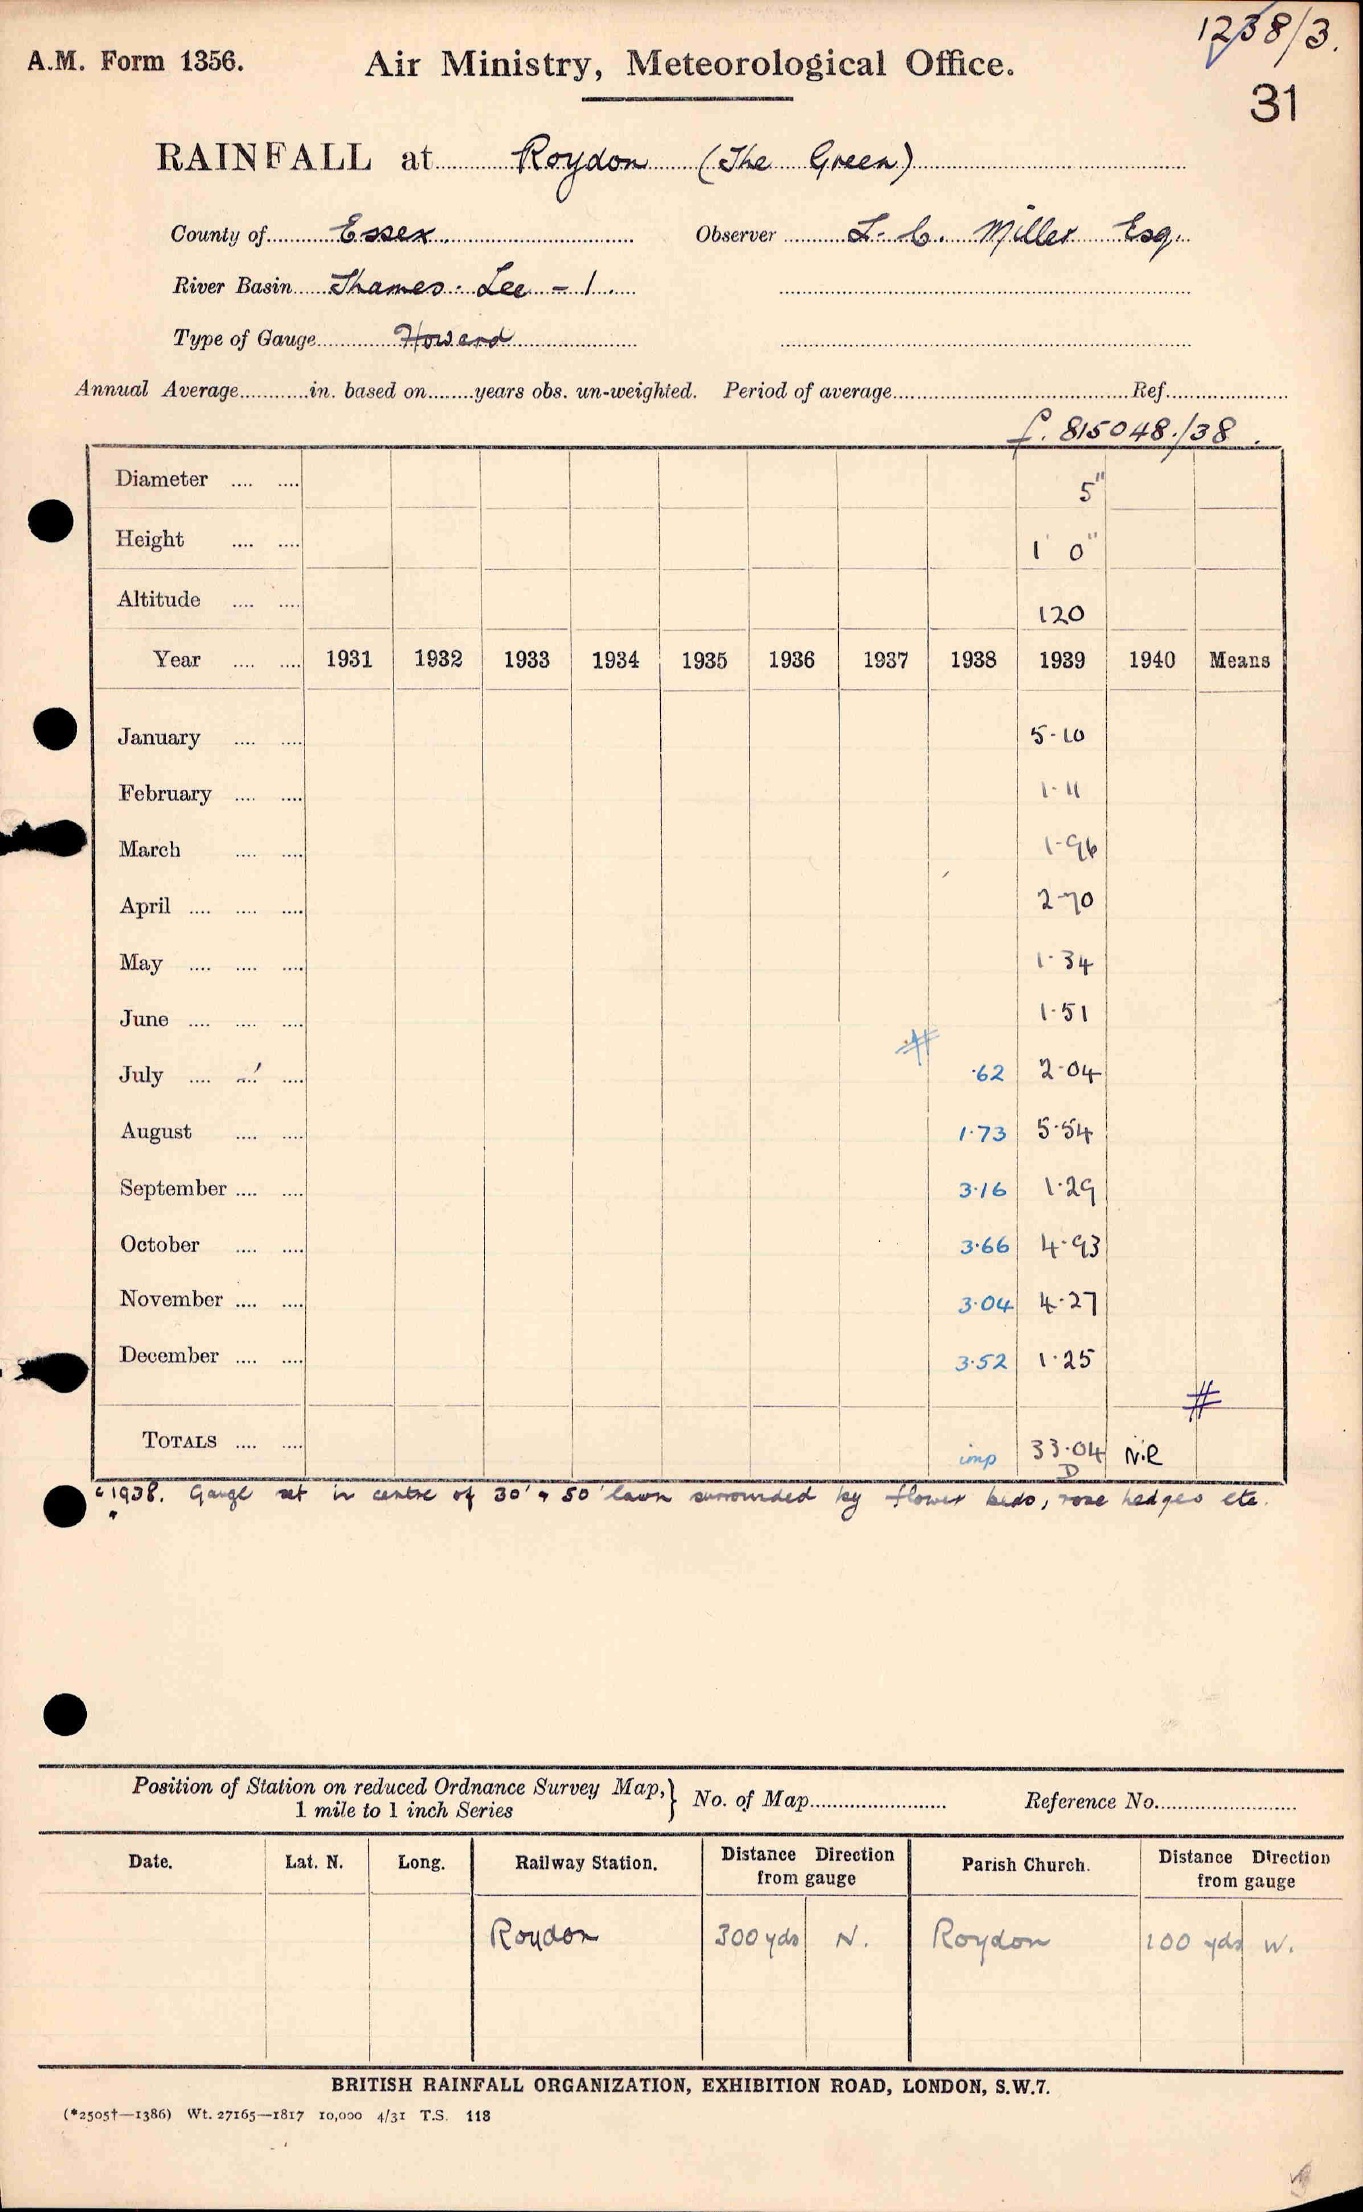 1238/3.
A.M. Form 1356. Air Ministry, Meteorological Office.
31
RAINFALL at Roydon (The Green)
County of Essex Observer L. C. Miller Esq.
River Basin Thames. Lee - 1.
Type of Gauge Howard
Annual Average............in. based on........years obs. un-weighted. Period of average........................................Ref.....................
f. 815048./38.
Diameter .... .... 5"
Height .... .... 1' 0"
Altitude .... .... 120
Year .... .... 1931 1932 1933 1934 1935 1936 1937 1938 1939 1940 Means
January .... .... 5.10
February .... .... 1.11
March .... .... 1.96
April .... .... .... 2.70
May .... .... .... 1.34
June .... .... .... 1.51
#
July .... .... .... .62 2.04
August .... .... 1.73 5.54
September .... .... 3.16 1.29
October .... .... 3.66 4.93
November .... .... 3.04 4.27
December .... .... 3.52 1.25
#
TOTALS .... .... imp 33.04 N.R
D
1938. Gauge set in centre of 30' 50' lawn surrounded by flower beds, rose hedges etc.
Position of Station on reduced Ordnance Survey Map, } No. of Map........................ Reference No.........................
1 mile to 1 inch Series
Date. Lat. N. Long. Railway Station. Distance Direction Parish Church. Distance Direction
from gauge from gauge
Roydon 300 yds N. Roydon 100 yds W.
BRITISH RAINFALL ORGANIZATION, EXHIBITION ROAD, LONDON, S.W.7.
(*2505†—1386) Wt. 27165—1817 10,000 4/31 T.S. 118